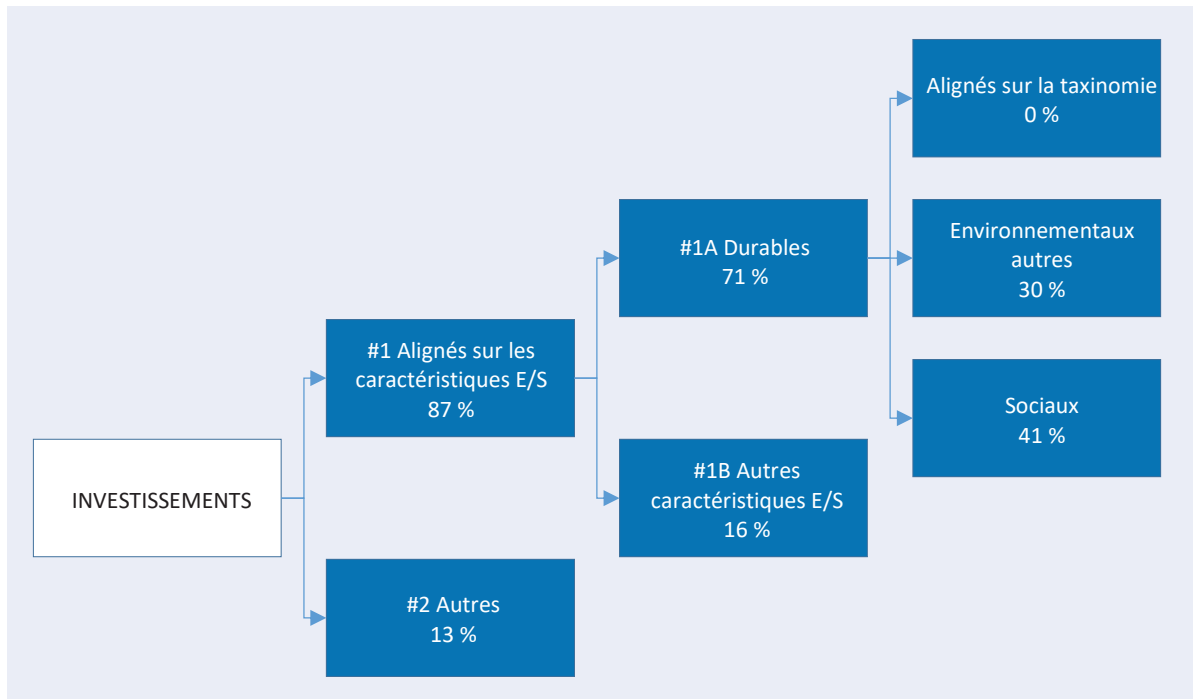 INVESTISSEMENTS
#1 Alignés sur les
caractéristiques E/S
87 %
#2 Autres
13 %
#1A Durables
71 %
#1B Autres
caractéristiques E/S
16 %
Alignés sur la taxinomie
0 %
Environnementaux
autres
30 %
Sociaux
41 %